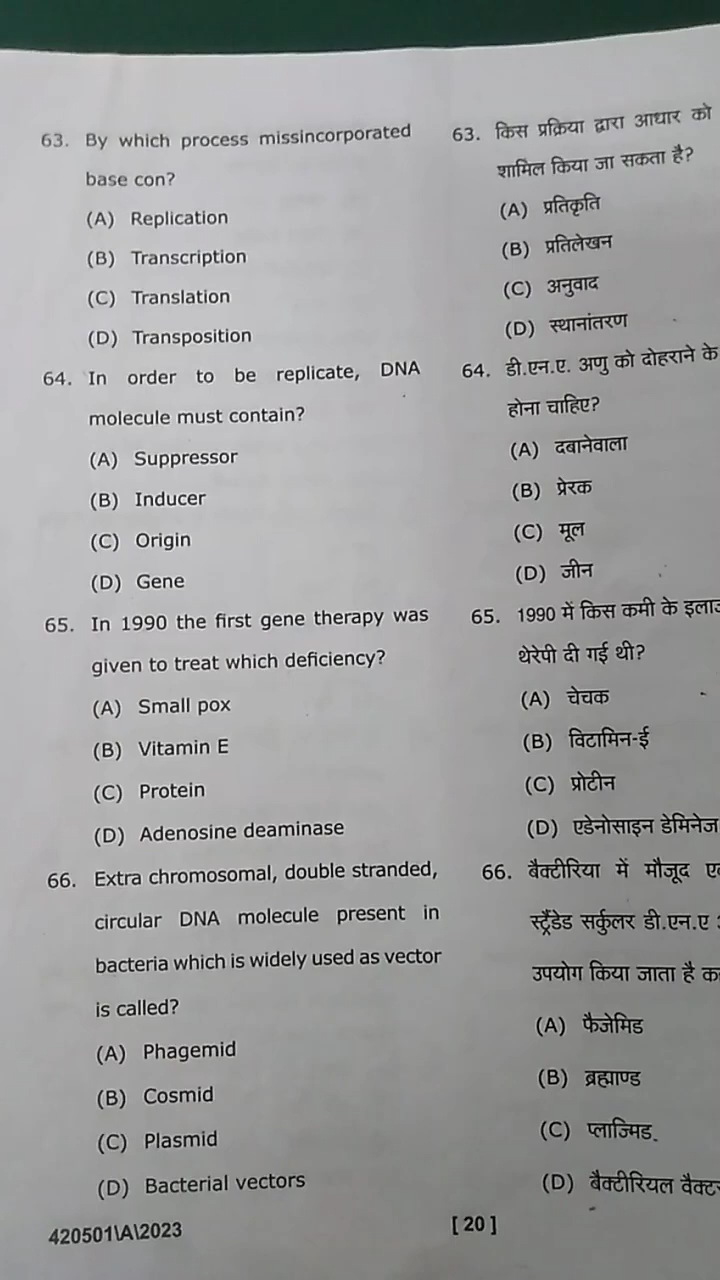 63. By which process missincorporated
base con?
(A) Replication
(B) Transcription
(C) Translation
(D) Transposition
64. In order to be replicate, DNA
molecule must contain?
(A) Suppressor
(B) Inducer
(C) Origin
(D) Gene
65. In 1990 the first gene therapy was
given to treat which deficiency?
(A) Small pox
(B) Vitamin E
(C) Protein
(D) Adenosine deaminase
66. Extra chromosomal, double stranded,
circular DNA molecule present in
bacteria which is widely used as vector
is called?
(A) Phagemid
(B) Cosmid
(C) Plasmid
(D) Bacterial vectors
63. किस प्रक्रिया द्वारा आधार को
शामिल किया जा सकता है?
(A) प्रतिकृति
(B) प्रतिलेखन
(C) अनुवाद
(D) स्थानांतरण
64. डी.एन.ए. अणु को दोहराने के
होना चाहिए?
(A) दबानेवाला
(B) प्रेरक
(C) मूल
(D) जीन
65. 1990 में किस कमी के
थेरेपी दी गई थी?
(A) चेचक
(B) विटामिन-ई
(C) प्रोटीन
(D) एडेनोसाइन डेमिनेज
66. बैक्टीरिया में मौजूद
स्ट्रैंडेड सर्कुलर डी.एन.ए
उपयोग किया जाता है
(A) फैजेमिड
(B) ब्रह्माण्ड
(C) प्लाज्मिड
(D) बैक्टीरियल
420501\A\2023
[ 20 ]